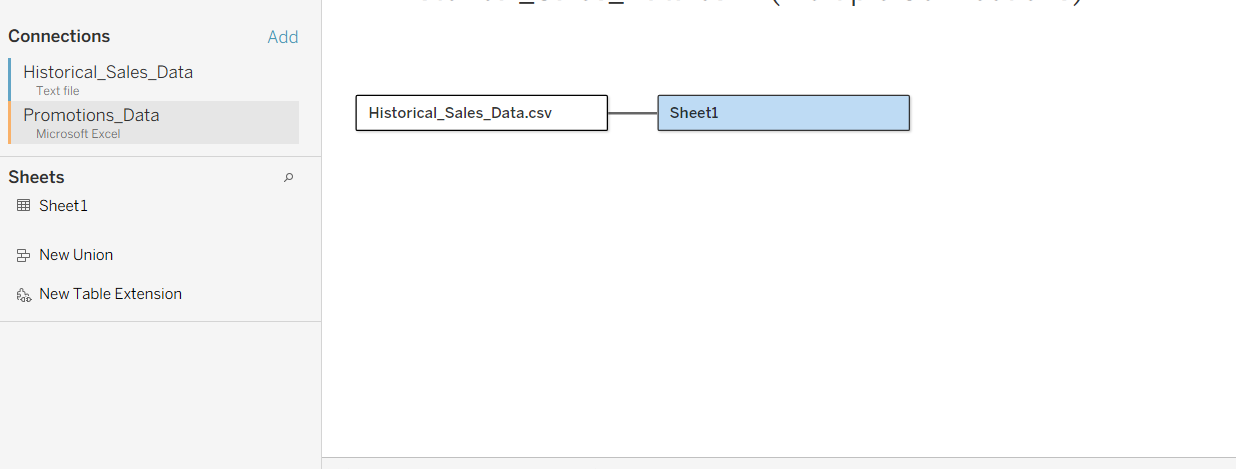 Connections
Add
Historical_Sales_Data
Text file
Promotions_Data
Microsoft Excel
Sheets
Sheet1
New Union
New Table Extension
Historical_Sales_Data.csv
Sheet1